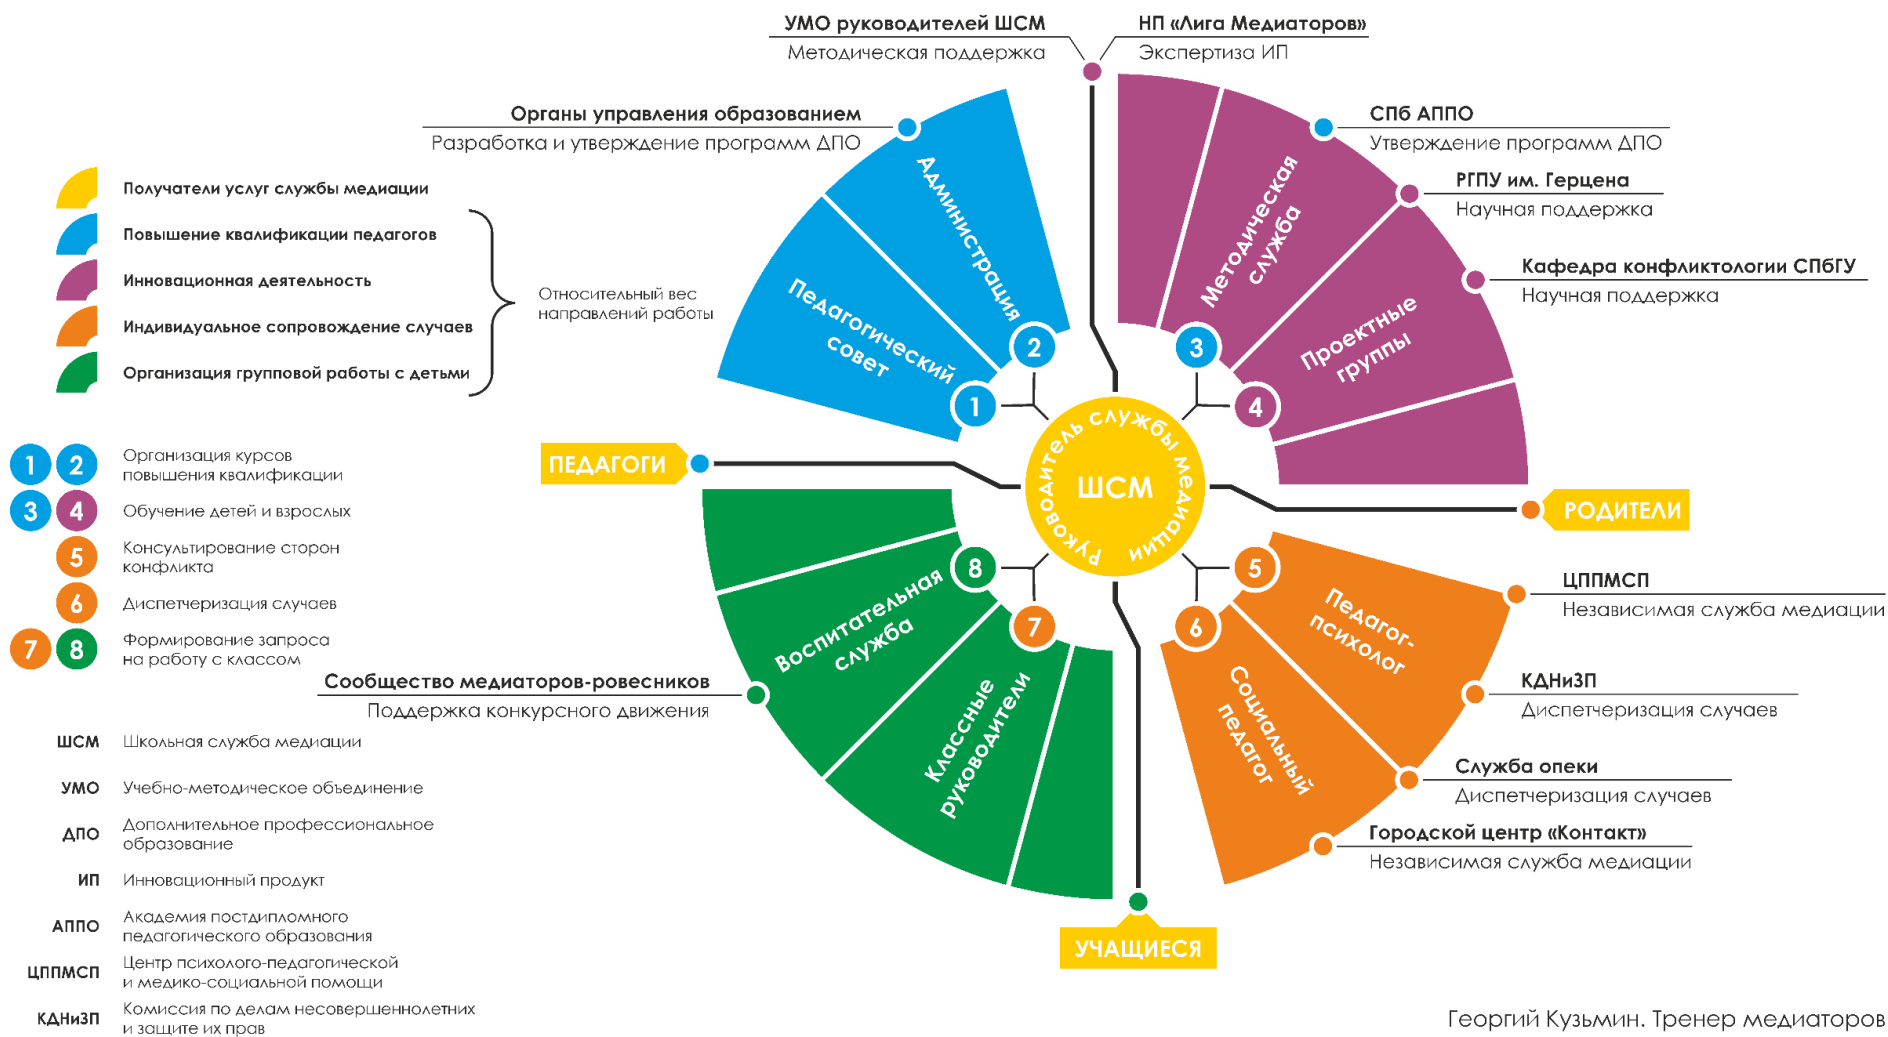 УМО руководителей ШСМ
Методическая поддержка
НП «Лига Медиаторов»
Экспертиза ИП
Органы управления образованием
Разработка и утверждение программ ДПО
СПб АППО
Утверждение программ ДПО
РГПУ им. Герцена
Научная поддержка
Кафедра конфликтологии СПбГУ
Научная поддержка
Получатели услуг службы медиации
Повышение квалификации педагогов
Инновационная деятельность
Индивидуальное сопровождение случаев
Организация групповой работы с детьми
Относительный вес
направлений работы
Администрация
Педагогический
совет
Методическая
служба
Проектные
группы
2
1
3
4
Руководитель службы медиации
ШСМ
ПЕДАГОГИ
РОДИТЕЛИ
1 2
Организация курсов
повышения квалификации
3 4
Обучение детей и взрослых
5
Консультирование сторон
конфликта
6
Диспетчеризация случаев
7 8
Формирование запроса
на работу с классом
8
7
5
6
Воспитательная
служба
Классные
руководители
Педагог-
психолог
Социальный
педагог
ЦППМСП
Независимая служба медиации
КДНиЗП
Диспетчеризация случаев
Служба опеки
Диспетчеризация случаев
Городской центр «Контакт»
Независимая служба медиации
Сообщество медиаторов-ровесников
Поддержка конкурсного движения
УЧАЩИЕСЯ
ШСМ Школьная служба медиации
УМО Учебно-методическое объединение
ДПО Дополнительное профессиональное
образование
ИП Инновационный продукт
АППО Академия постдипломного
педагогического образования
ЦППМСП Центр психолого-педагогической
и медико-социальной помощи
КДНиЗП Комиссия по делам несовершеннолетних
и защите их прав
Георгий Кузьмин. Тренер медиаторов